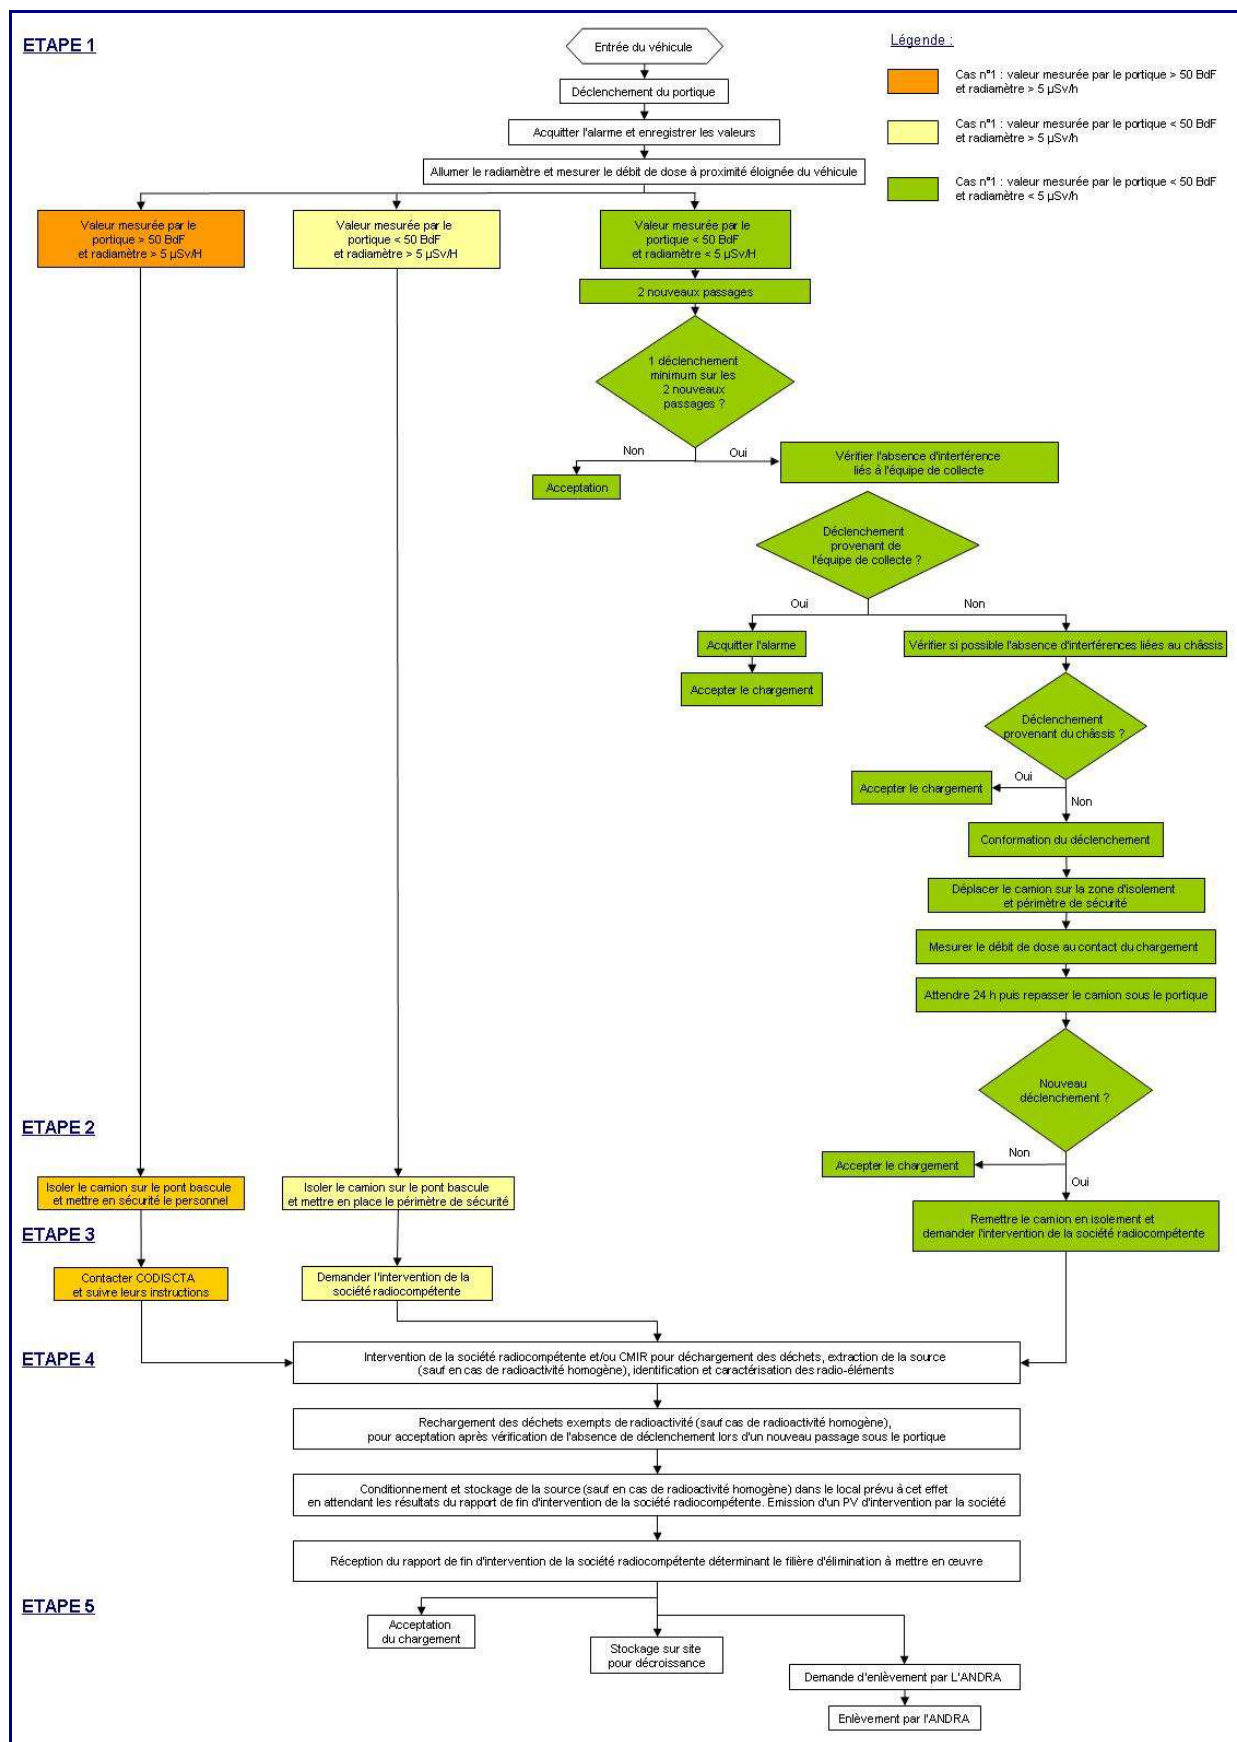 ETAPE 1
Entrée du véhicule
Légende :
Cas n°1 : valeur mesurée par le portique > 50 BdF
et radiamètre > 5 µSv/h
Cas n°1 : valeur mesurée par le portique < 50 BdF
et radiamètre > 5 µSv/h
Cas n°1 : valeur mesurée par le portique < 50 BdF
et radiamètre < 5 µSv/h
Déclenchement du portique
Acquitter l'alarme et enregistrer les valeurs
Allumer le radiamètre et mesurer le débit de dose à proximité éloignée du véhicule
Valeur mesurée par le
portique > 50 BdF
et radiamètre > 5 µSv/H
Valeur mesurée par le
portique < 50 BdF
et radiamètre > 5 µSv/H
Valeur mesurée par le
portique < 50 BdF
et radiamètre < 5 µSv/H
2 nouveaux passages
1 déclenchement
minimum sur les
2 nouveaux
passages ?
Non
Oui
Acceptation
Vérifier l'absence d'interférence
liés à l'équipe de collecte
Déclenchement
provenant de
l'équipe de collecte ?
Oui
Non
Acquitter l'alarme
Vérifier si possible l'absence d'interférences liées au châssis
Accepter le chargement
Déclenchement
provenant du châssis ?
Oui
Accepter le chargement
Non
Conformation du déclenchement
Déplacer le camion sur la zone d'isolement
et périmètre de sécurité
Mesurer le débit de dose au contact du chargement
Attendre 24 h puis repasser le camion sous le portique
Nouveau
déclenchement ?
ETAPE 2
Non
Accepter le chargement
Oui
Isoler le camion sur le pont bascule
et mettre en sécurité le personnel
Isoler le camion sur le pont bascule
et mettre en place le périmètre de sécurité
Remettre le camion en isolement et
demander l'intervention de la société radiocompétente
ETAPE 3
Contacter CODISCTA
et suivre leurs instructions
Demander l'intervention de la
société radiocompétente
ETAPE 4
Intervention de la société radiocompétente et/ou CMIR pour déchargement des déchets, extraction de la source
(sauf en cas de radioactivité homogène), identification et caractérisation des radio-éléments
Rechargement des déchets exempts de radioactivité (sauf cas de radioactivité homogène),
pour acceptation après vérification de l'absence de déclenchement lors d'un nouveau passage sous le portique
Conditionnement et stockage de la source (sauf en cas de radioactivité homogène) dans le local prévu à cet effet
en attendant les résultats du rapport de fin d'intervention de la société radiocompétente. Emission d'un PV d'intervention par la société
Réception du rapport de fin d'intervention de la société radiocompétente déterminant le filière d'élimination à mettre en œuvre
ETAPE 5
Acceptation
du chargement
Stockage sur site
pour décroissance
Demande d'enlèvement par L'ANDRA
Enlèvement par l'ANDRA